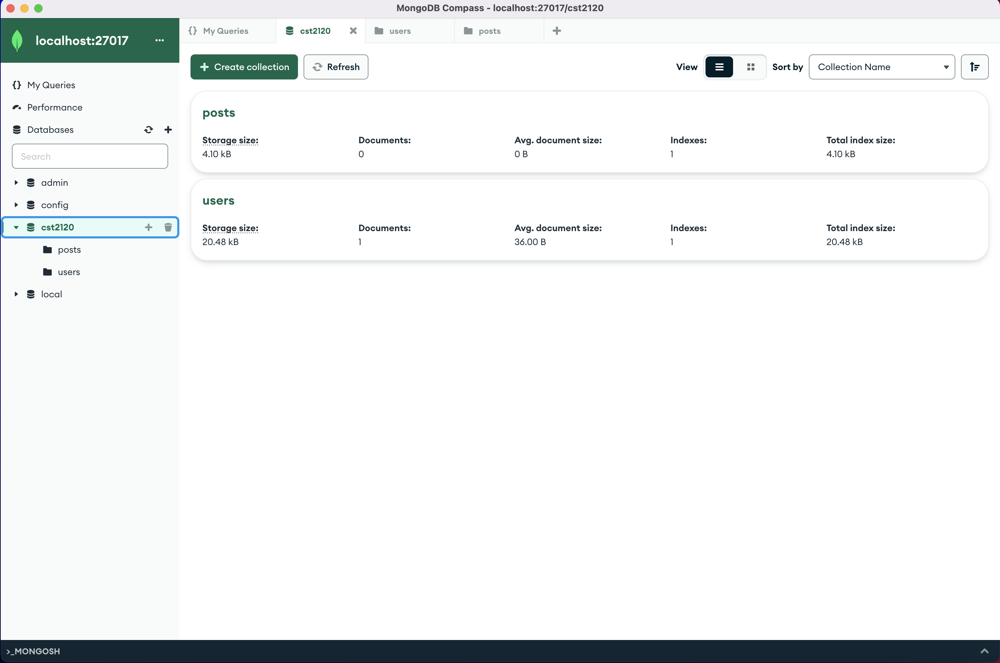 MongoDB Compass - localhost:27017/cst2120
localhost:27017 ...
{} My Queries
cst2120
users
posts
Create collection
Refresh
View
Sort by
Collection Name
{} My Queries
Performance
Databases
Search
admin
config
cst2120
posts
users
local
posts
Storage size: Documents: Avg. document size: Indexes: Total index size:
4.10 kB 0 0 B 1 4.10 kB
users
Storage size: Documents: Avg. document size: Indexes: Total index size:
20.48 kB 1 36.00 B 1 20.48 kB
>_MONGOSH